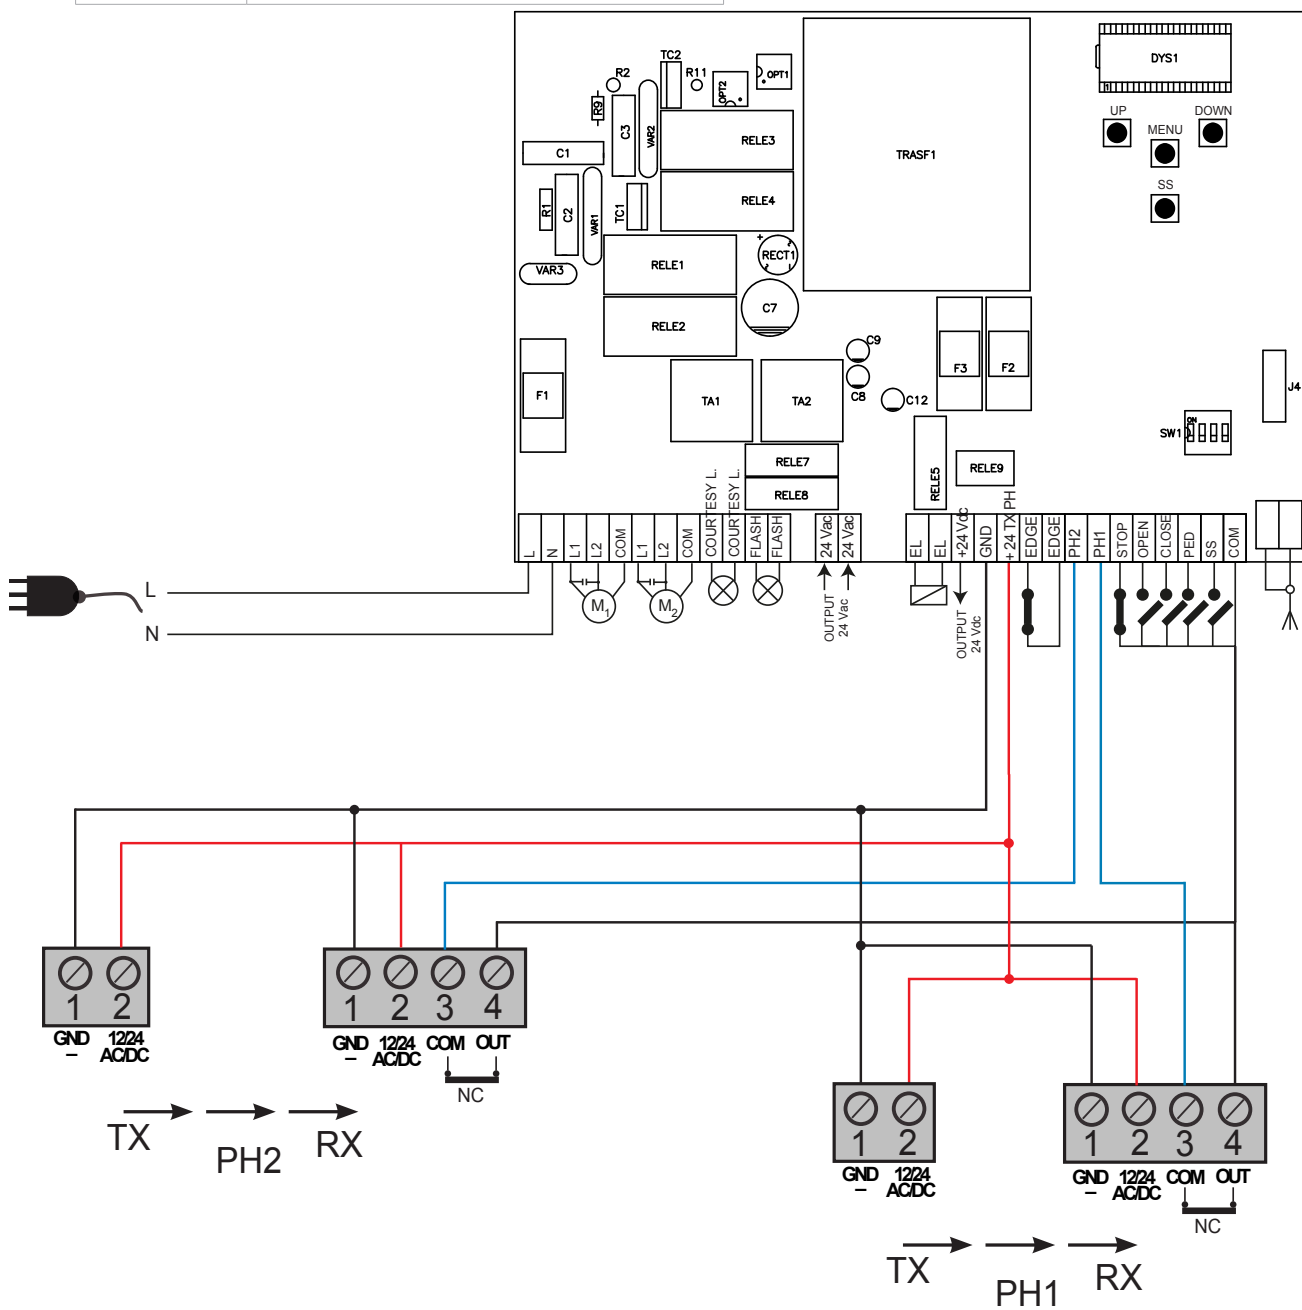 TC2
R2
R11
OPT1
OPT2
DYS1
1
R9
C3
VAR2
RELE3
UP
DOWN
MENU
C1
TRASF1
SS
R1
C2
VAR1
TC1
RELE4
+
RECT1
VAR3
RELE1
C7
RELE2
C9
F1
F3
F2
C8
C12
J4
TA1
TA2
ON
SW1
RELE7
RELE8
RELE5
RELE9
L
N
L1
L2
COM
L1
L2
COM
COURTESY L.
COURTESY L.
FLASH
FLASH
24 Vac
24 Vac
EL
EL
+24 Vdc
GND
+ 24 TX PH
EDGE
EDGE
PH2
PH1
STOP
OPEN
CLOSE
PED
SS
COM
L
N
M1
M2
OUTPUT
24 Vac
OUTPUT
24 Vdc
1 2
GND 12/24
– AC/DC
1 2 3 4
GND 12/24 COM OUT
– AC/DC
NC
TX PH2 RX
1 2
GND 12/24
– AC/DC
1 2 3 4
GND 12/24 COM OUT
– AC/DC
NC
TX PH1 RX